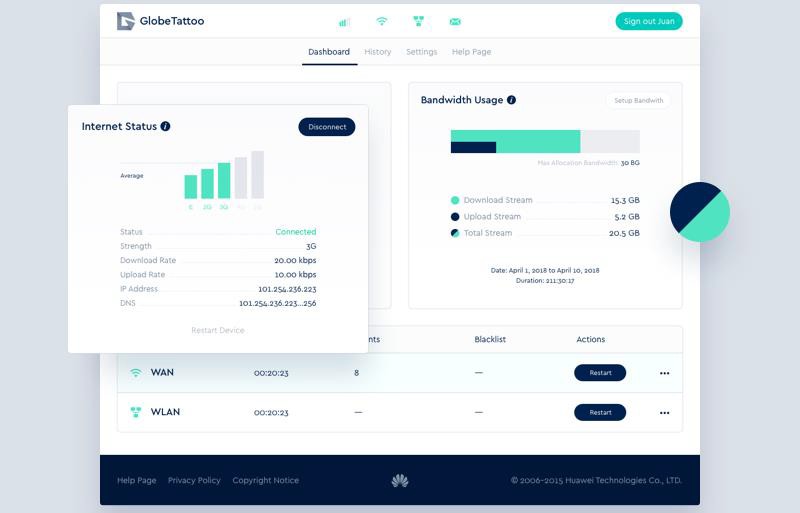 GlobeTattoo
Sign out Juan
Dashboard History Settings Help Page
Internet Status
Disconnect
Average
E 2G 3G
Status Connected
Strength 3G
Download Rate 20.00 kbps
Upload Rate 10.00 kbps
IP Address 101.254.236.223
DNS 101.254.236.223...256
Restart Device
Bandwidth Usage
Setup Bandwith
Max Allocation Bandwidth: 30 BG
Download Stream 15.3 GB
Upload Stream 5.2 GB
Total Stream 20.5 GB
Date: April 1, 2018 to April 10, 2018
Duration: 211:30:17
nts Blacklist Actions
WAN 00:20:23 8 — Restart
WLAN 00:20:23 — — Restart
Help Page Privacy Policy Copyright Notice
© 2006-2015 Huawei Technologies Co., LTD.